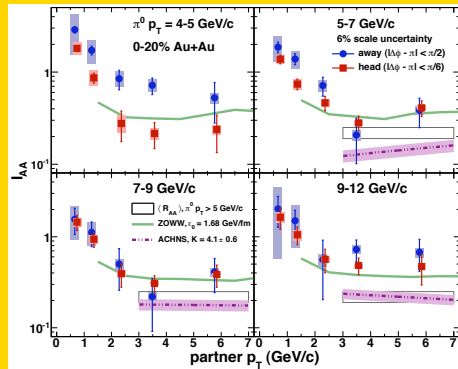 π⁰ p_T = 4-5 GeV/c
0-20% Au+Au
5-7 GeV/c
6% scale uncertainty
away (|Δϕ - π| < π/2)
head (|Δϕ - π| < π/6)
1
10⁻¹
I_AA
7-9 GeV/c
⟨R_AA⟩, π⁰ p_T > 5 GeV/c
ZOWW, ε₀ = 1.68 GeV/fm
ACHNS, K = 4.1 ± 0.6
9-12 GeV/c
1
10⁻¹
0 1 2 3 4 5 6 7
1 2 3 4 5 6 7
partner p_T (GeV/c)